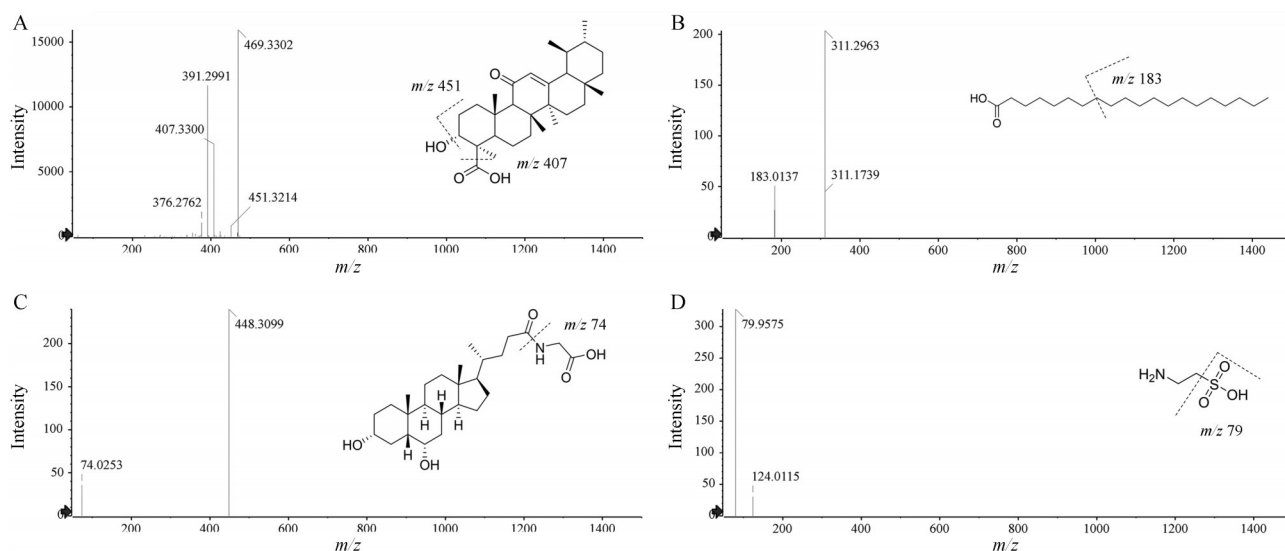 A
Intensity
15000
10000
5000
0
469.3302
391.2991
407.3300
376.2762
451.3214
m/z 451
O
HO
O
OH
m/z 407
200
400
600
800
1000
1200
1400
m/z
B
Intensity
200
150
100
50
0
311.2963
311.1739
183.0137
m/z 183
HO
O
200
400
600
800
1000
1200
1400
m/z
C
Intensity
200
150
100
50
0
448.3099
74.0253
O
m/z 74
N
H
OH
O
H
H
H
H
HO
H
OH
200
400
600
800
1000
1200
1400
m/z
D
Intensity
300
250
200
150
100
50
0
79.9575
124.0115
H₂N
O
S
OH
O
m/z 79
200
400
600
800
1000
1200
1400
m/z